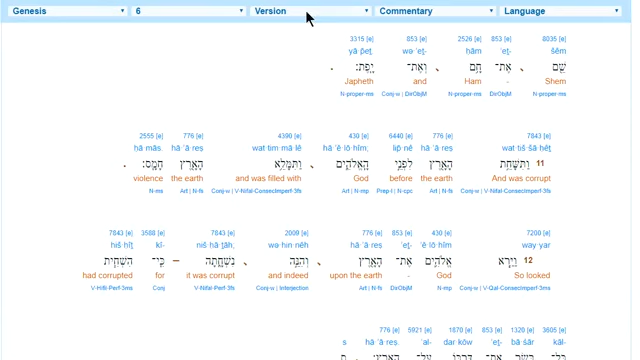 Genesis 6 Version Commentary Language
3315 [e] 853 [e] 2526 [e] 853 [e] 8035 [e]
yā p̄eṯ wə·’eṯ- ḥām ’eṯ- šêm
שֵׁ֖ם אֶת־ חָ֥ם ׀ וְאֶת־ יָֽפֶת׃ .
Japheth and Ham - Shem
N-proper-ms Conj-w | DirObjM N-proper-ms DirObjM N-proper-ms
2555 [e] 776 [e] 4390 [e] 430 [e] 6440 [e] 776 [e] 7843 [e]
ḥā mās. hā ’ā reṣ wat·tim mā lê hā ’ĕ lō·hîm; lip̄ nê hā ’ā reṣ wat tiš·šā ḥêṯ
11 וַתִּשָּׁחֵ֥ת הָאָ֖רֶץ לִפְנֵ֣י הָֽאֱלֹהִ֑ים 、 וַתִּמָּלֵ֥א הָאָ֖רֶץ חָמָֽס׃ .
violence the earth and was filled with God before the earth And was corrupt
N-ms Art | N-fs Conj-w | V-Nifal-ConsecImperf-3fs Art | N-mp Prep-l | N-cpc Art | N-fs Conj-w | V-Nifal-ConsecImperf-3fs
7843 [e] 3588 [e] 7843 [e] 2009 [e] 776 [e] 853 [e] 430 [e] 7200 [e]
hiš·ḥîṯ kî- niš·ḥā·ṯāh; wə·hin·nêh hā ’ā reṣ ’eṯ- ’ĕ lō·hîm way·yar
12 וַיַּ֧רְא אֱלֹהִ֛ים אֶת־ הָאָ֖רֶץ 、 וְהִנֵּ֣ה נִשְׁחָ֑תָה – כִּֽי־ הִשְׁחִ֧ית
had corrupted for it was corrupt and indeed upon the earth - God So looked
V-Hifil-Perf-3ms Conj V-Nifal-Perf-3fs Conj-w | Interjection Art | N-fs DirObjM N-mp Conj-w | V-Qal-ConsecImperf-3ms
776 [e] 5921 [e] 1870 [e] 853 [e] 1320 [e] 3605 [e]
s hā ’ā reṣ. ‘al- dar·kōw ’eṯ- bā śār kāl-
כָּל־ בָּשָׂ֛ר אֶת־ דַּרְכּ֖וֹ עַל־ הָאָֽרֶץ׃ ס